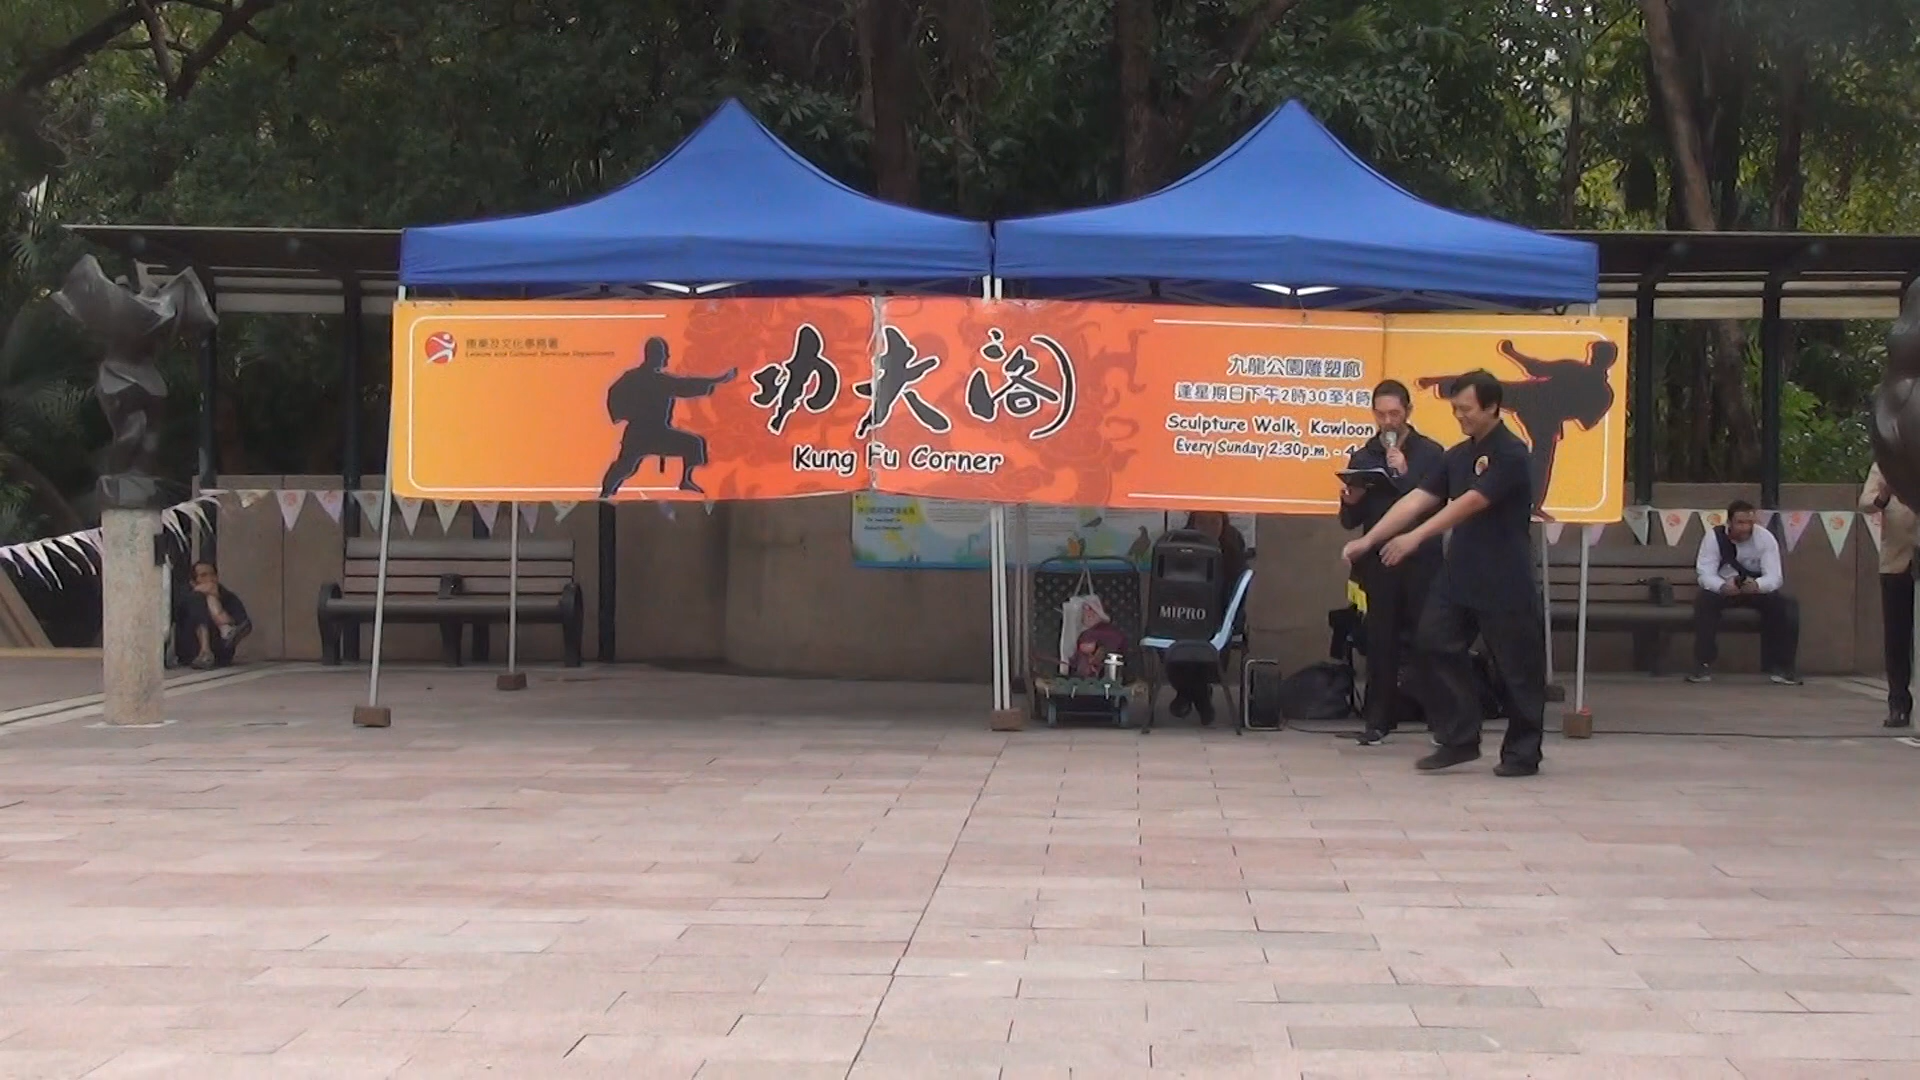 康樂及文化事務署
Leisure and Cultural Services Department
功夫阁
Kung Fu Corner
九龍公園雕塑廊
逢星期日下午2時30至4時
Sculpture Walk, Kowloon
Every Sunday 2:30p.m. - 4
MIPRO